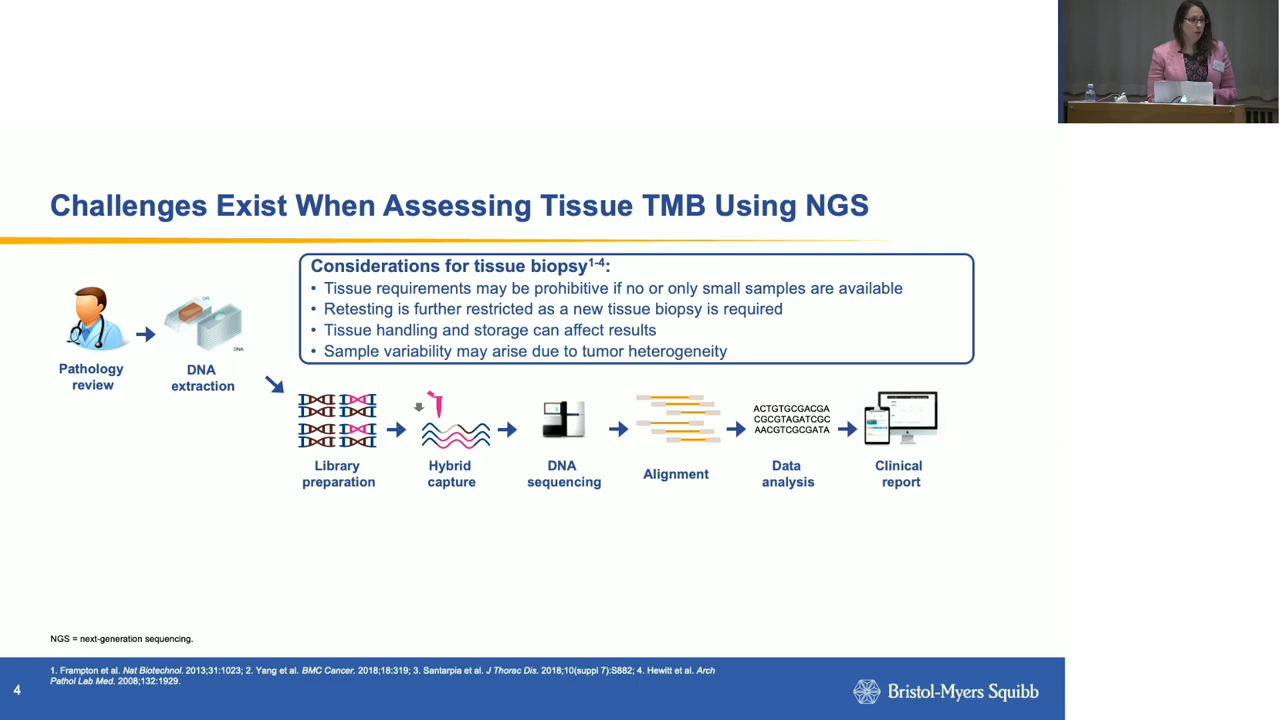 Challenges Exist When Assessing Tissue TMB Using NGS
Considerations for tissue biopsy1-4:
• Tissue requirements may be prohibitive if no or only small samples are available
• Retesting is further restricted as a new tissue biopsy is required
• Tissue handling and storage can affect results
• Sample variability may arise due to tumor heterogeneity
OR
DNA
Pathology
review
DNA
extraction
ACTGTGCGACGA
CGCGTAGATCGC
AACGTCGCGATA
Library
preparation
Hybrid
capture
DNA
sequencing
Alignment
Data
analysis
Clinical
report
NGS = next-generation sequencing.
1. Frampton et al. Nat Biotechnol. 2013;31:1023; 2. Yang et al. BMC Cancer. 2018;18:319; 3. Santarpia et al. J Thorac Dis. 2018;10(suppl 7):S882; 4. Hewitt et al. Arch
Pathol Lab Med. 2008;132:1929.
4
Bristol-Myers Squibb